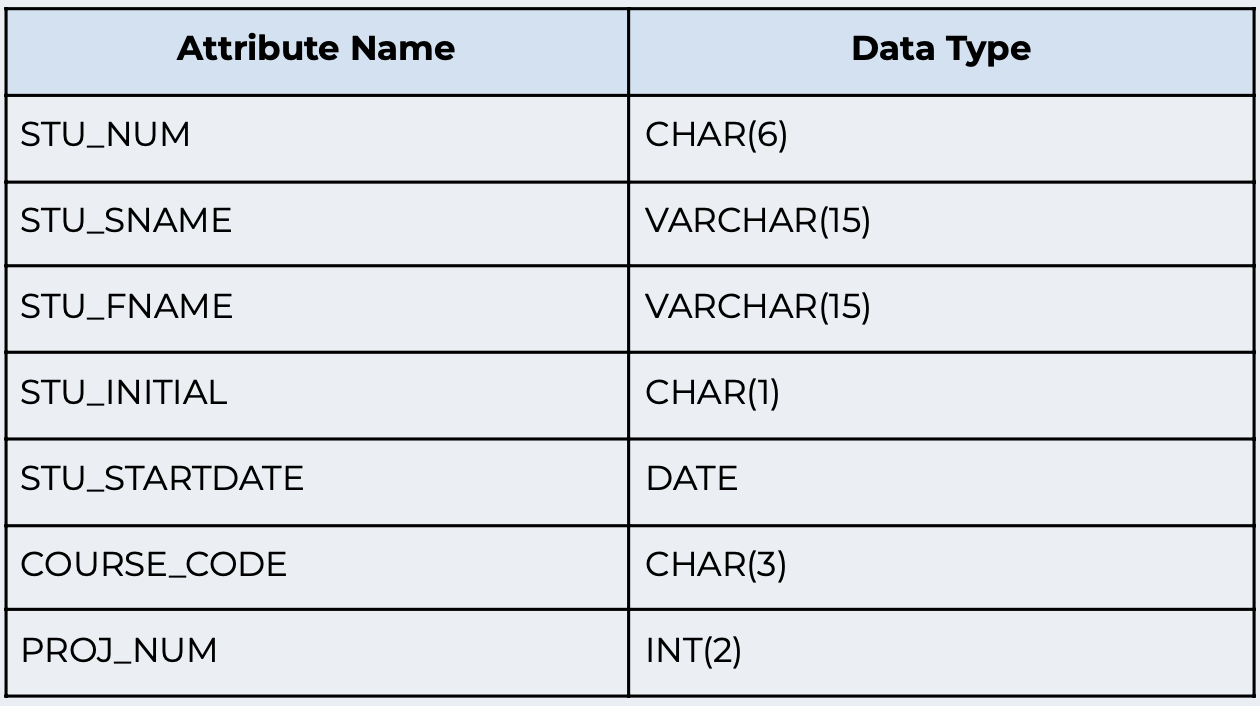 Attribute Name Data Type
STU_NUM CHAR(6)
STU_SNAME VARCHAR(15)
STU_FNAME VARCHAR(15)
STU_INITIAL CHAR(1)
STU_STARTDATE DATE
COURSE_CODE CHAR(3)
PROJ_NUM INT(2)